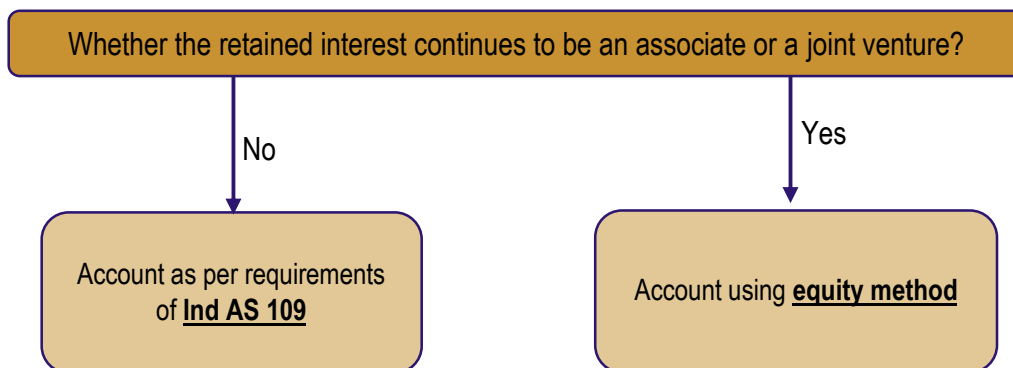 Whether the retained interest continues to be an associate or a joint venture?
No
Yes
Account as per requirements
of Ind AS 109
Account using equity method